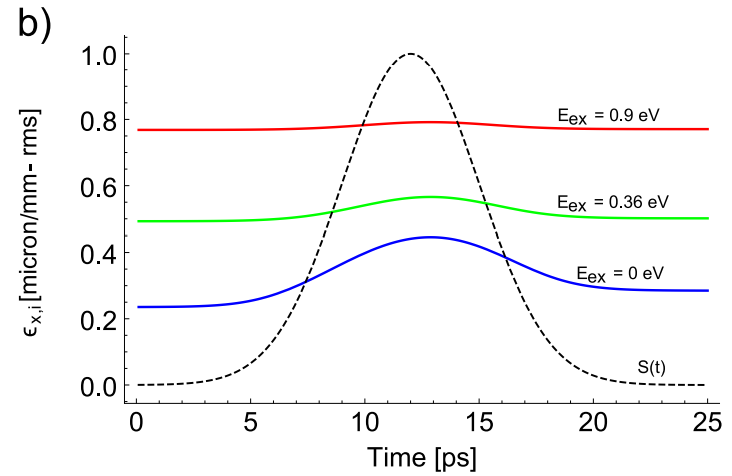 b)
1.0
0.8
0.6
0.4
0.2
0.0
ϵx,i [micron/mm- rms]
Eex = 0.9 eV
Eex = 0.36 eV
Eex = 0 eV
S(t)
0 5 10 15 20 25
Time [ps]